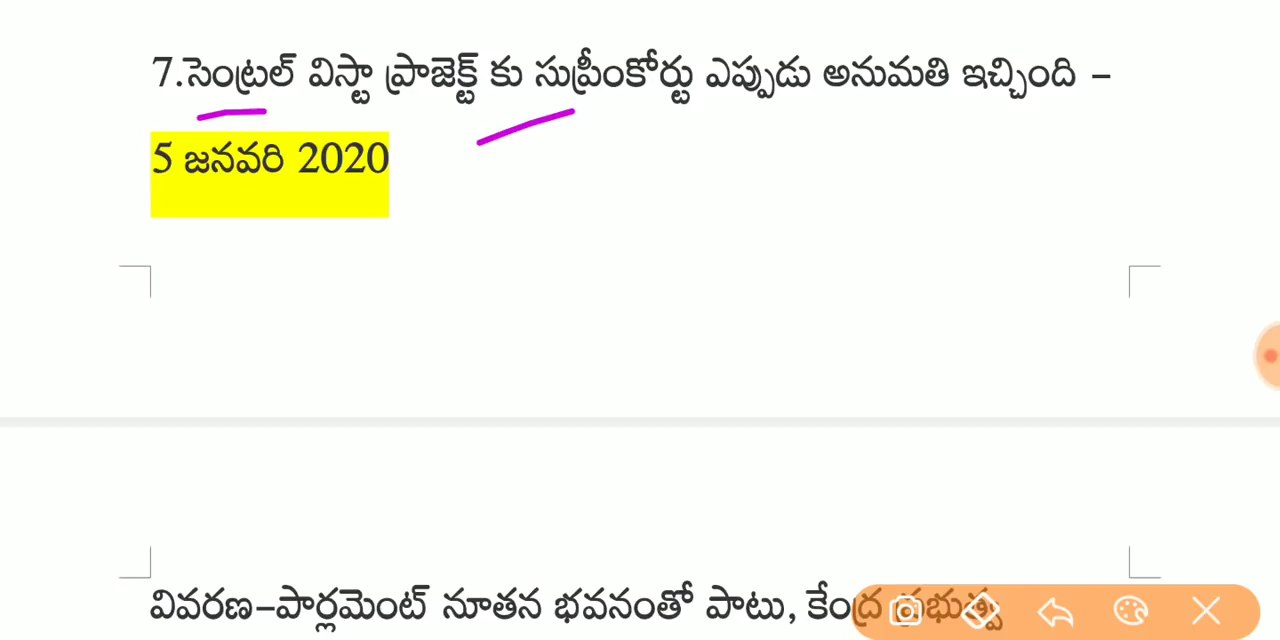 7.సెంట్రల్ విస్టా ప్రాజెక్ట్ కు సుప్రీంకోర్టు ఎప్పుడు అనుమతి ఇచ్చింది –
5 జనవరి 2020
వివరణ–పార్లమెంట్ నూతన భవనంతో పాటు, కేంద్ర